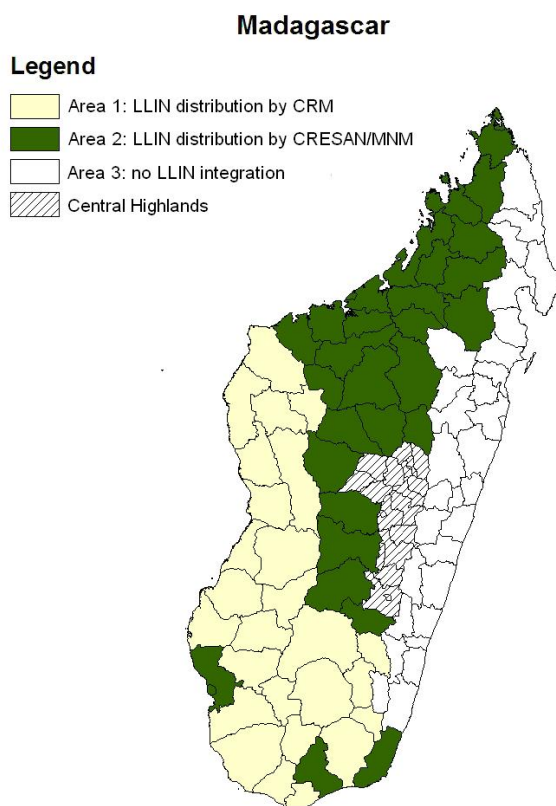 Madagascar
Legend
Area 1: LLIN distribution by CRM
Area 2: LLIN distribution by CRESAN/MNM
Area 3: no LLIN integration
Central Highlands